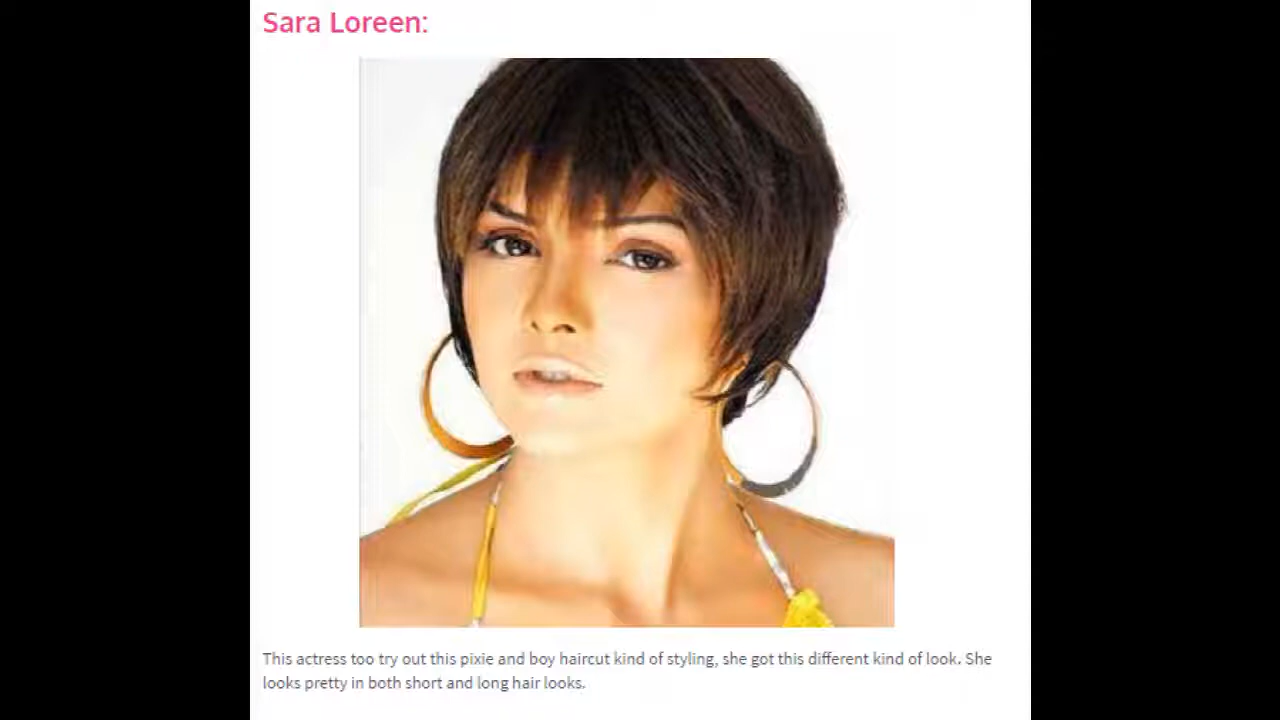 Sara Loreen:
This actress too try out this pixie and boy haircut kind of styling, she got this different kind of look. She
looks pretty in both short and long hair looks.